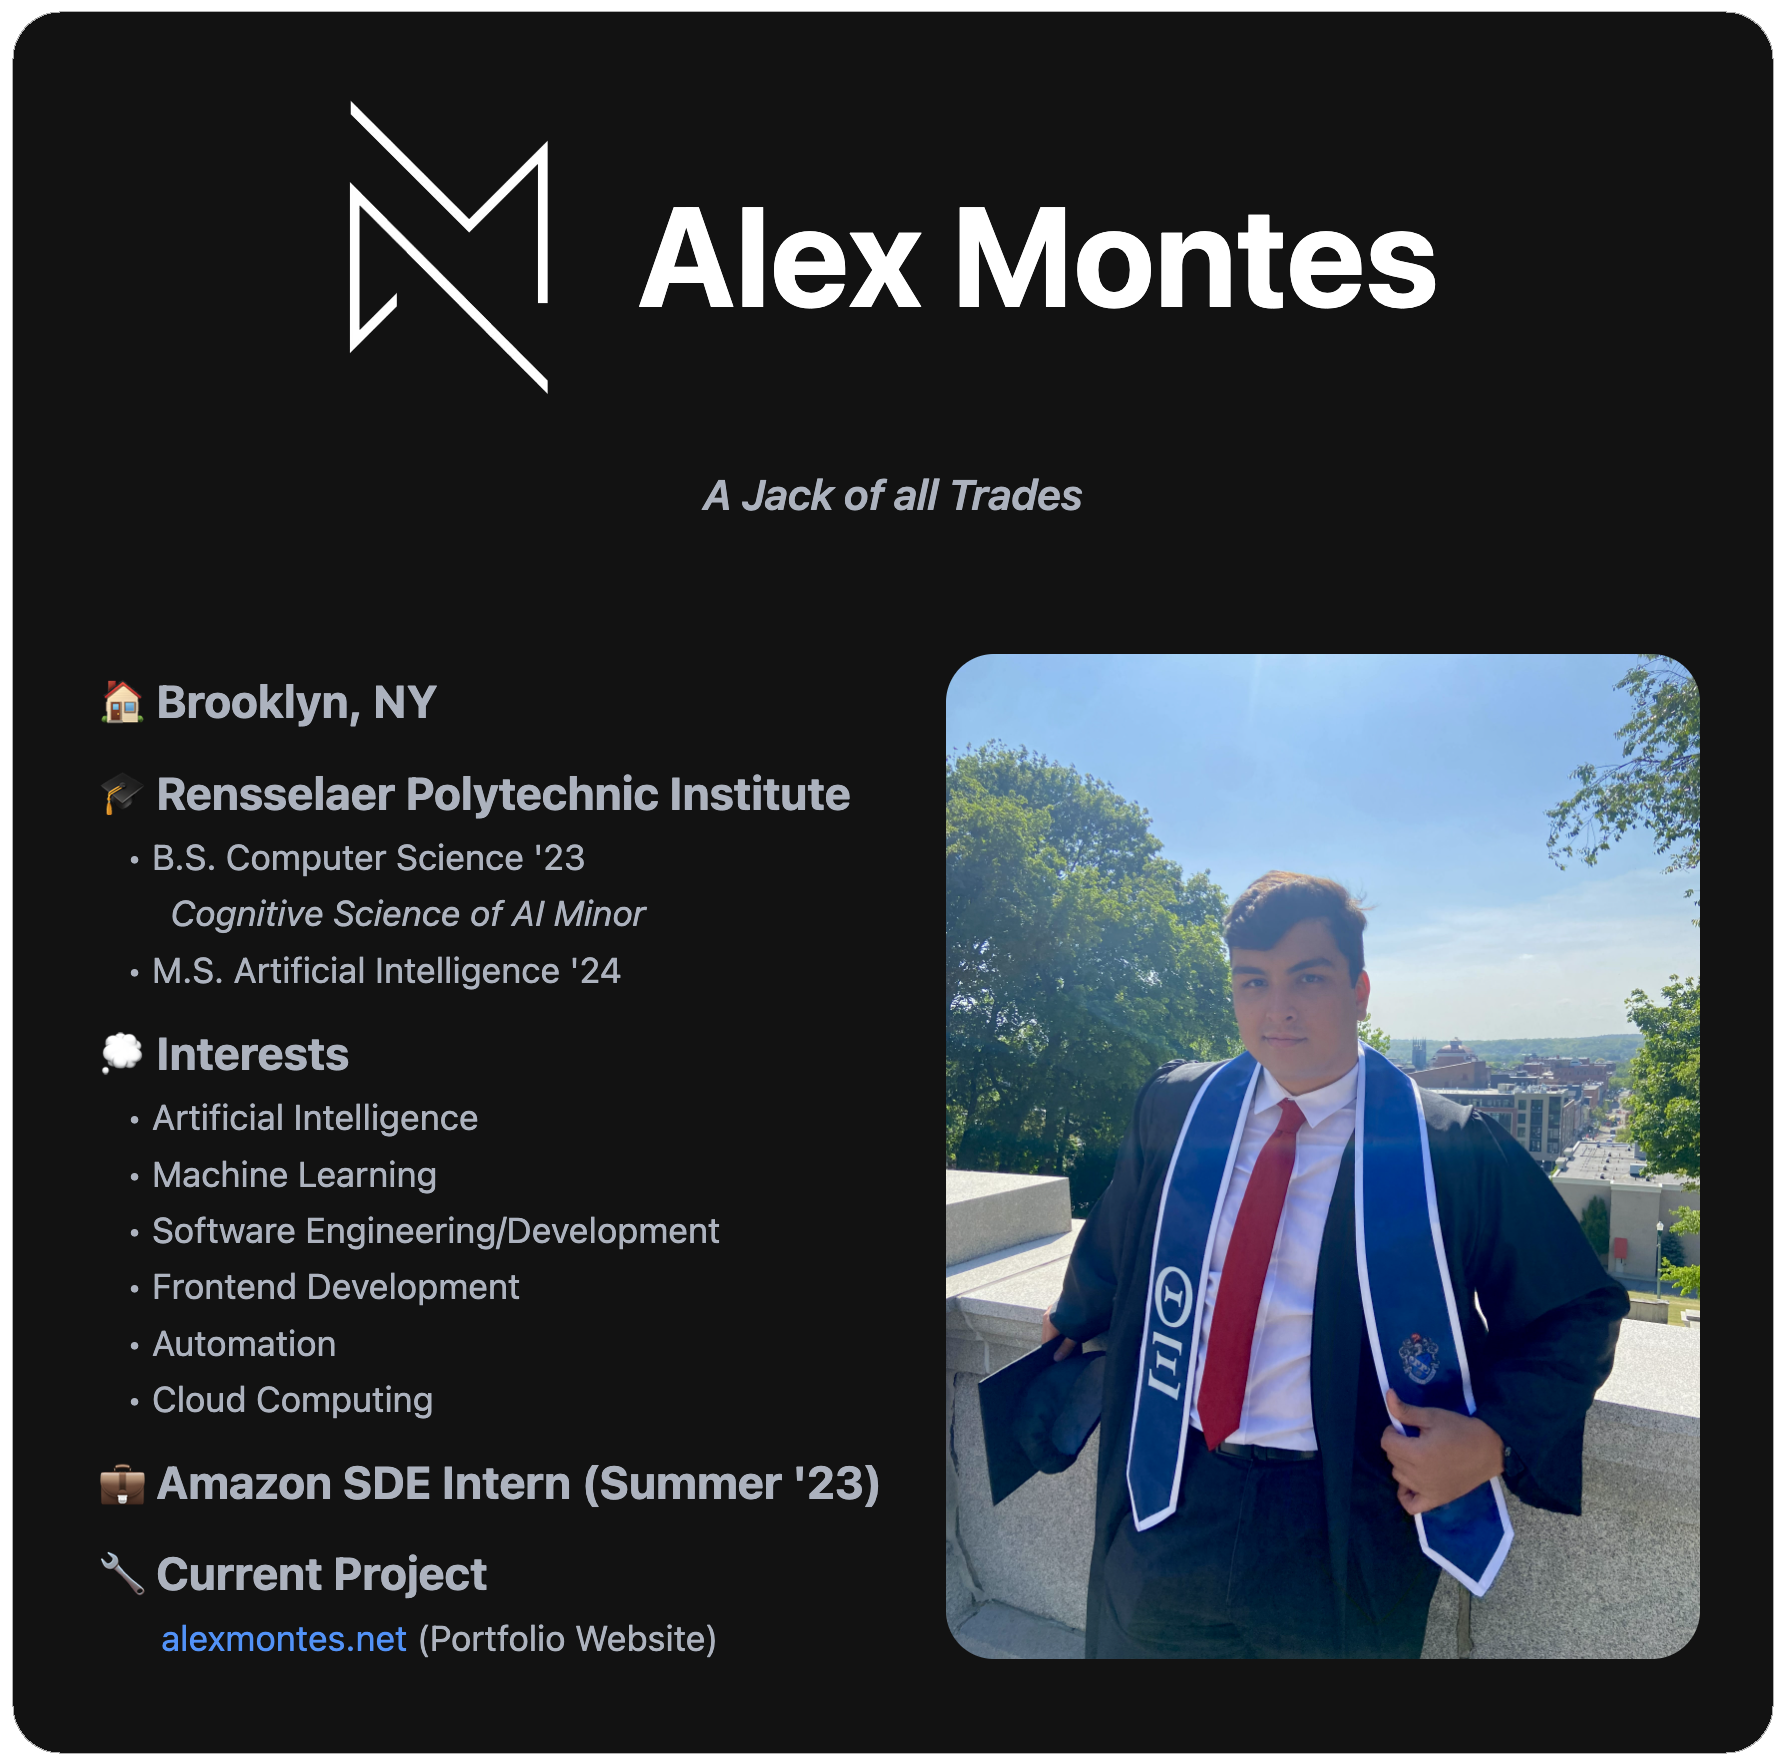 Alex Montes
A Jack of all Trades
🏠 Brooklyn, NY
🎓 Rensselaer Polytechnic Institute
• B.S. Computer Science '23
Cognitive Science of AI Minor
• M.S. Artificial Intelligence '24
💭 Interests
• Artificial Intelligence
• Machine Learning
• Software Engineering/Development
• Frontend Development
• Automation
• Cloud Computing
💼 Amazon SDE Intern (Summer '23)
🔧 Current Project
alexmontes.net (Portfolio Website)
ΘΞ